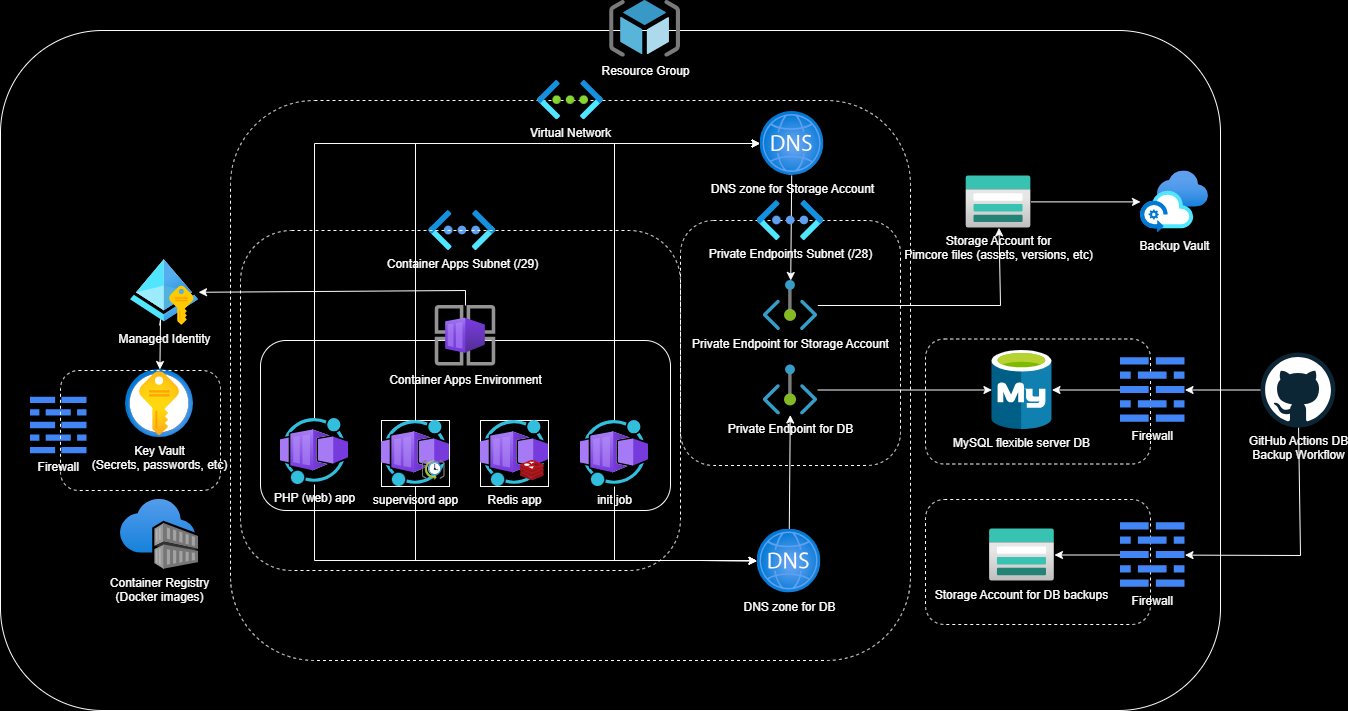 Resource Group
Virtual Network
DNS
DNS zone for Storage Account
Container Apps Subnet (/29)
Private Endpoints Subnet (/28)
Storage Account for
Pimcore files (assets, versions, etc)
Backup Vault
Managed Identity
Private Endpoint for Storage Account
Container Apps Environment
Private Endpoint for DB
My
MySQL flexible server DB
Firewall
GitHub Actions DB
Backup Workflow
Firewall
Key Vault
(Secrets, passwords, etc)
PHP (web) app
supervisord app
Redis app
init job
Container Registry
(Docker images)
DNS
DNS zone for DB
Storage Account for DB backups
Firewall